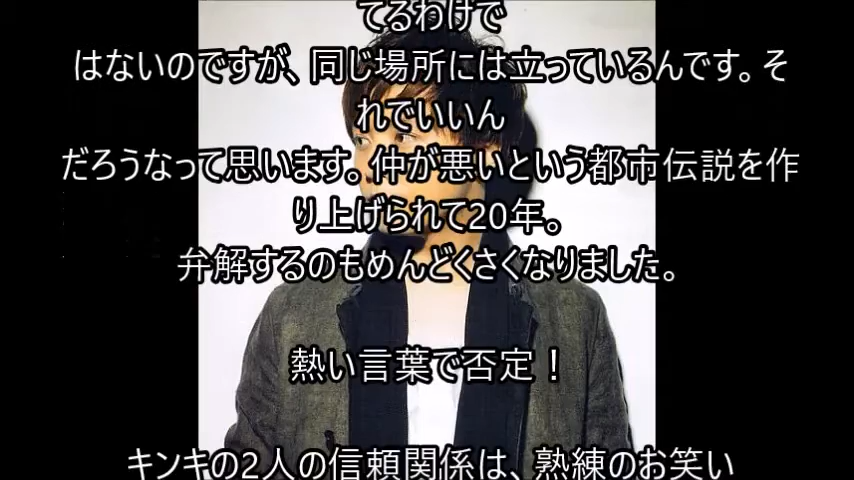 てるわけで
はないのですが、同じ場所には立っているんです。そ
れでいいん
だろうなって思います。仲が悪いという都市伝説を作
り上げられて20年。
弁解するのもめんどくさくなりました。
熱い言葉で否定！
キンキの2人の信頼関係は、熟練のお笑い